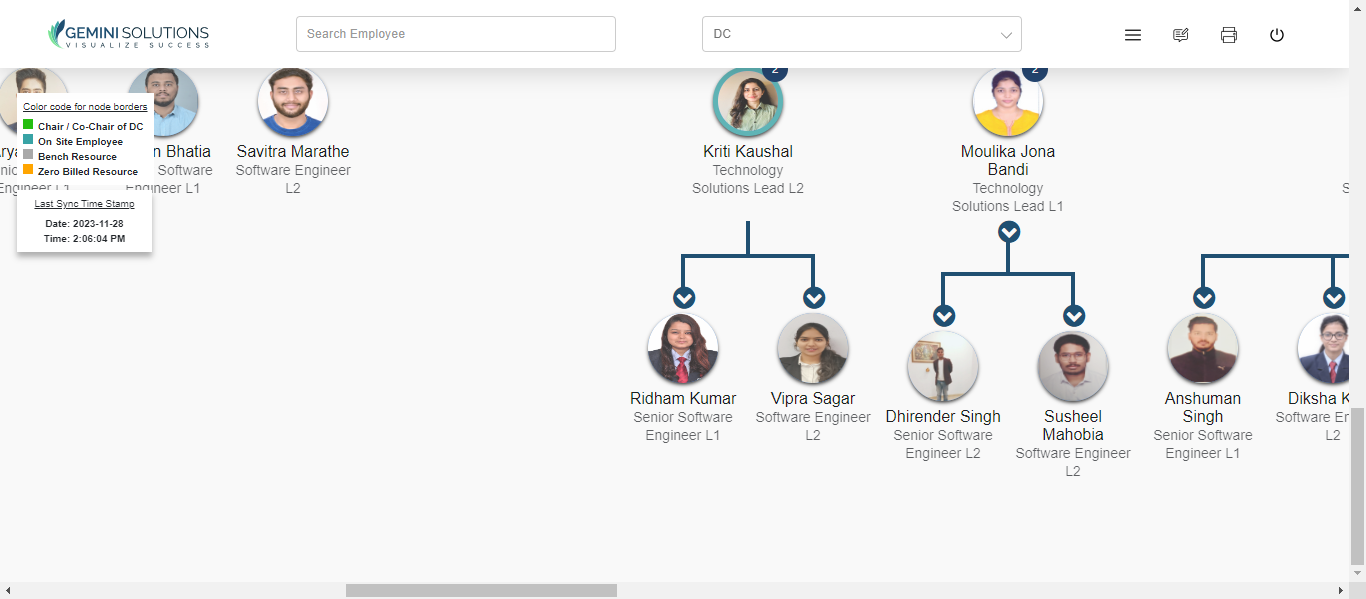 GEMINI SOLUTIONS
VISUALIZE SUCCESS
Search Employee
DC
Color code for node borders
Chair / Co-Chair of DC
On Site Employee
Bench Resource
Zero Billed Resource
Last Sync Time Stamp
Date: 2023-11-28
Time: 2:06:04 PM
Bhatia
Software
Engineer L1
Engineer L1
Savitra Marathe
Software Engineer
L2
2
Kriti Kaushal
Technology
Solutions Lead L2
2
Moulika Jona
Bandi
Technology
Solutions Lead L1
Ridham Kumar
Senior Software
Engineer L1
Vipra Sagar
Software Engineer
L2
Dhirender Singh
Senior Software
Engineer L2
Susheel
Mahobia
Software Engineer
L2
Anshuman
Singh
Senior Software
Engineer L1
Diksha K
Software Er
L2